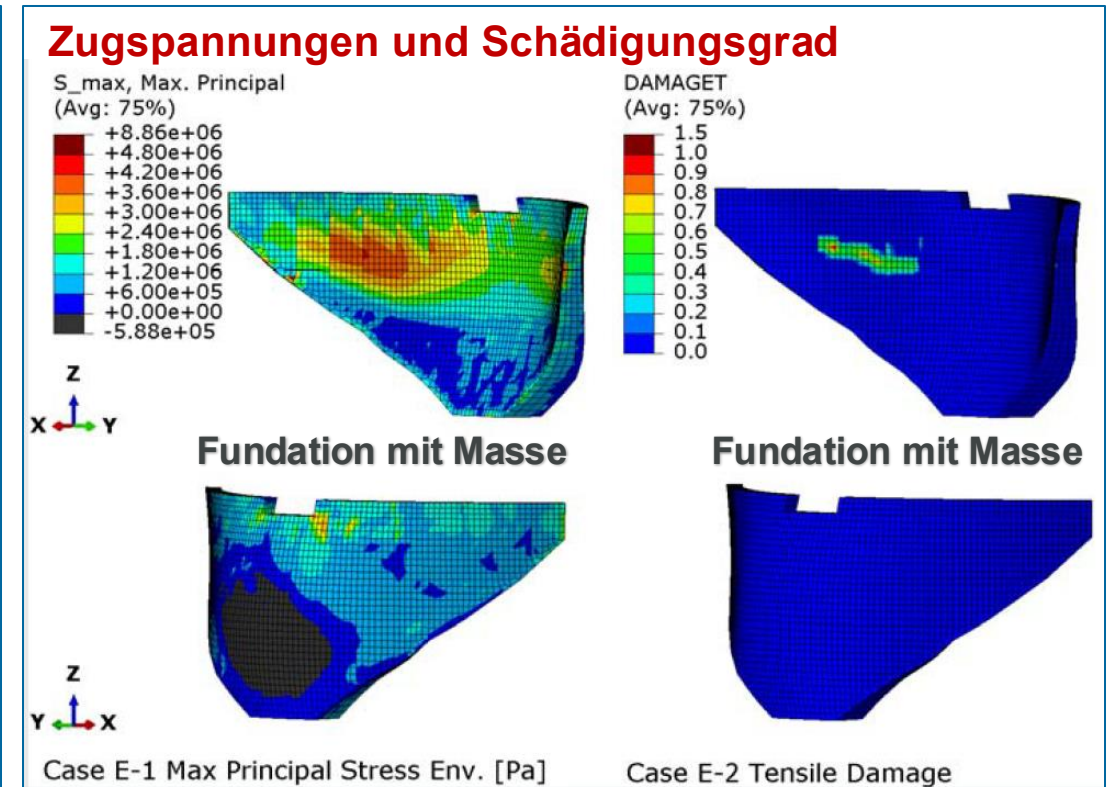 Zugspannungen und Schädigungsgrad
S_max, Max. Principal
(Avg: 75%)
+8.86e+06
+4.80e+06
+4.20e+06
+3.60e+06
+3.00e+06
+2.40e+06
+1.80e+06
+1.20e+06
+6.00e+05
+0.00e+00
-5.88e+05
DAMAGET
(Avg: 75%)
1.5
1.0
0.9
0.8
0.7
0.6
0.5
0.4
0.3
0.2
0.1
0.0
Z
X Y
Fundation mit Masse
Fundation mit Masse
Z
Y X
Case E-1 Max Principal Stress Env. [Pa]
Case E-2 Tensile Damage